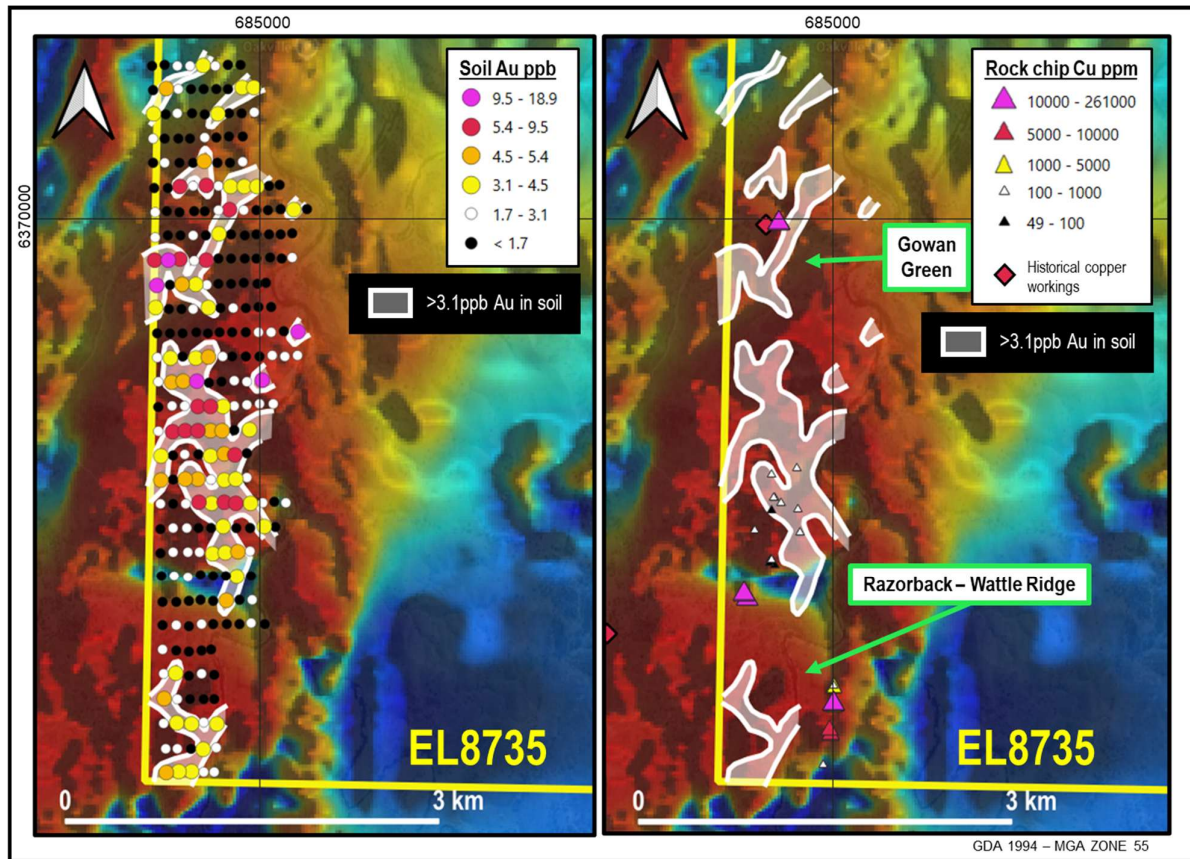 685000
685000
6370000
Soil Au ppb
9.5 - 18.9
5.4 - 9.5
4.5 - 5.4
3.1 - 4.5
1.7 - 3.1
< 1.7
>3.1ppb Au in soil
EL8735
0
3 km
Rock chip Cu ppm
10000 - 261000
5000 - 10000
1000 - 5000
100 - 1000
49 - 100
Historical copper
workings
>3.1ppb Au in soil
Gowan
Green
Razorback – Wattle Ridge
EL8735
0
3 km
GDA 1994 – MGA ZONE 55